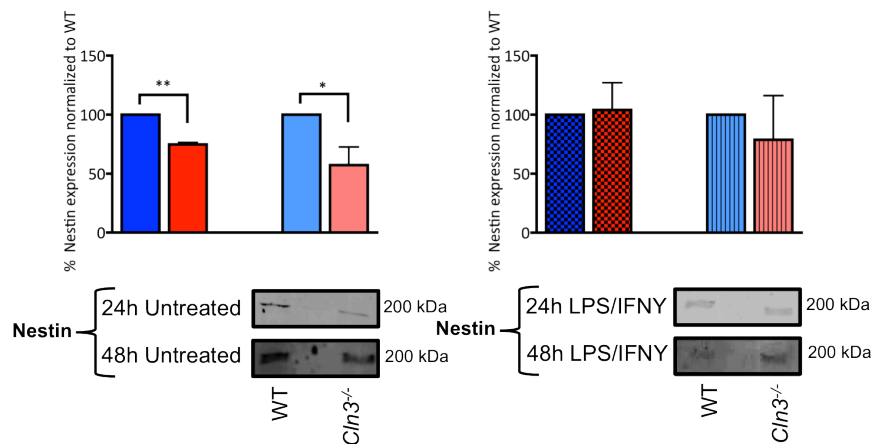 % Nestin expression normalized to WT
150
100
50
0
**
*
Nestin
24h Untreated
200 kDa
48h Untreated
200 kDa
WT
Cln3-/-
% Nestin expression normalized to WT
150
100
50
0
Nestin
24h LPS/IFNY
200 kDa
48h LPS/IFNY
200 kDa
WT
Cln3-/-